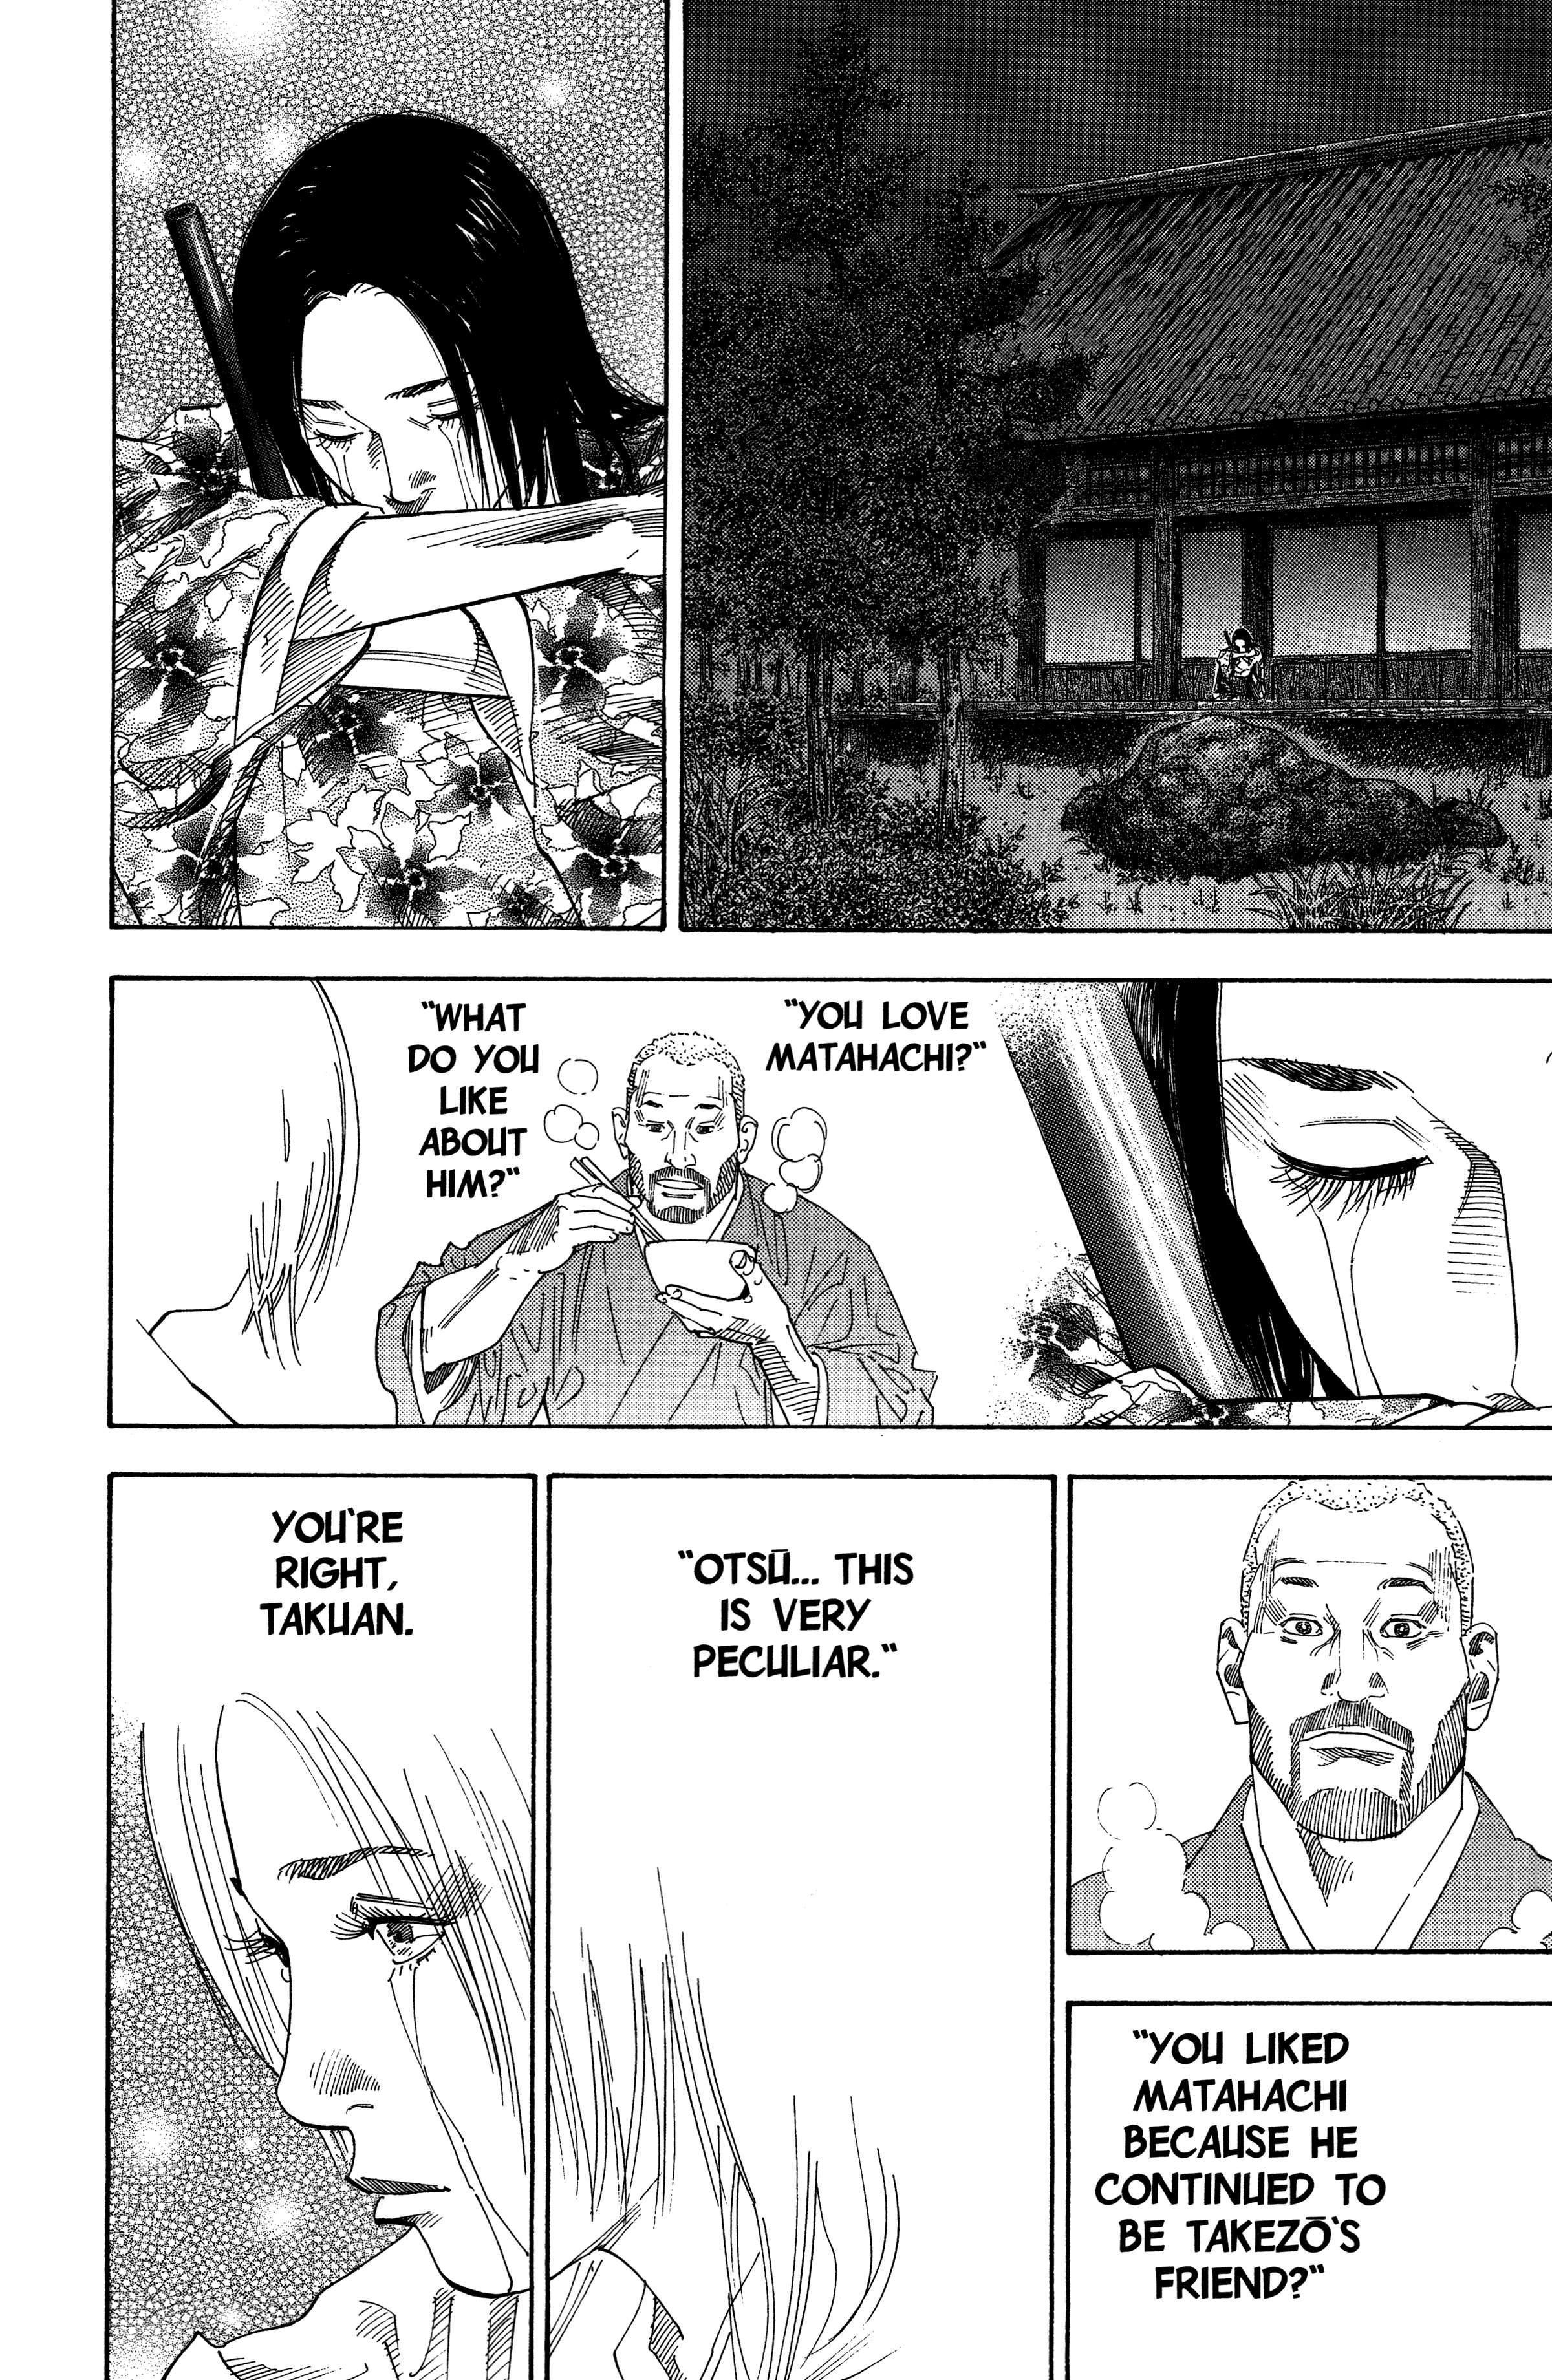 "YOU LOVE
MATAHACHI?"
"WHAT
DO YOU
LIKE
ABOUT
HIM?"
"YOU LIKED
MATAHACHI
BECAUSE HE
CONTINUED TO
BE TAKEZŌ'S
FRIEND?"
"OTSŪ... THIS
IS VERY
PECULIAR."
YOU'RE
RIGHT,
TAKUAN.